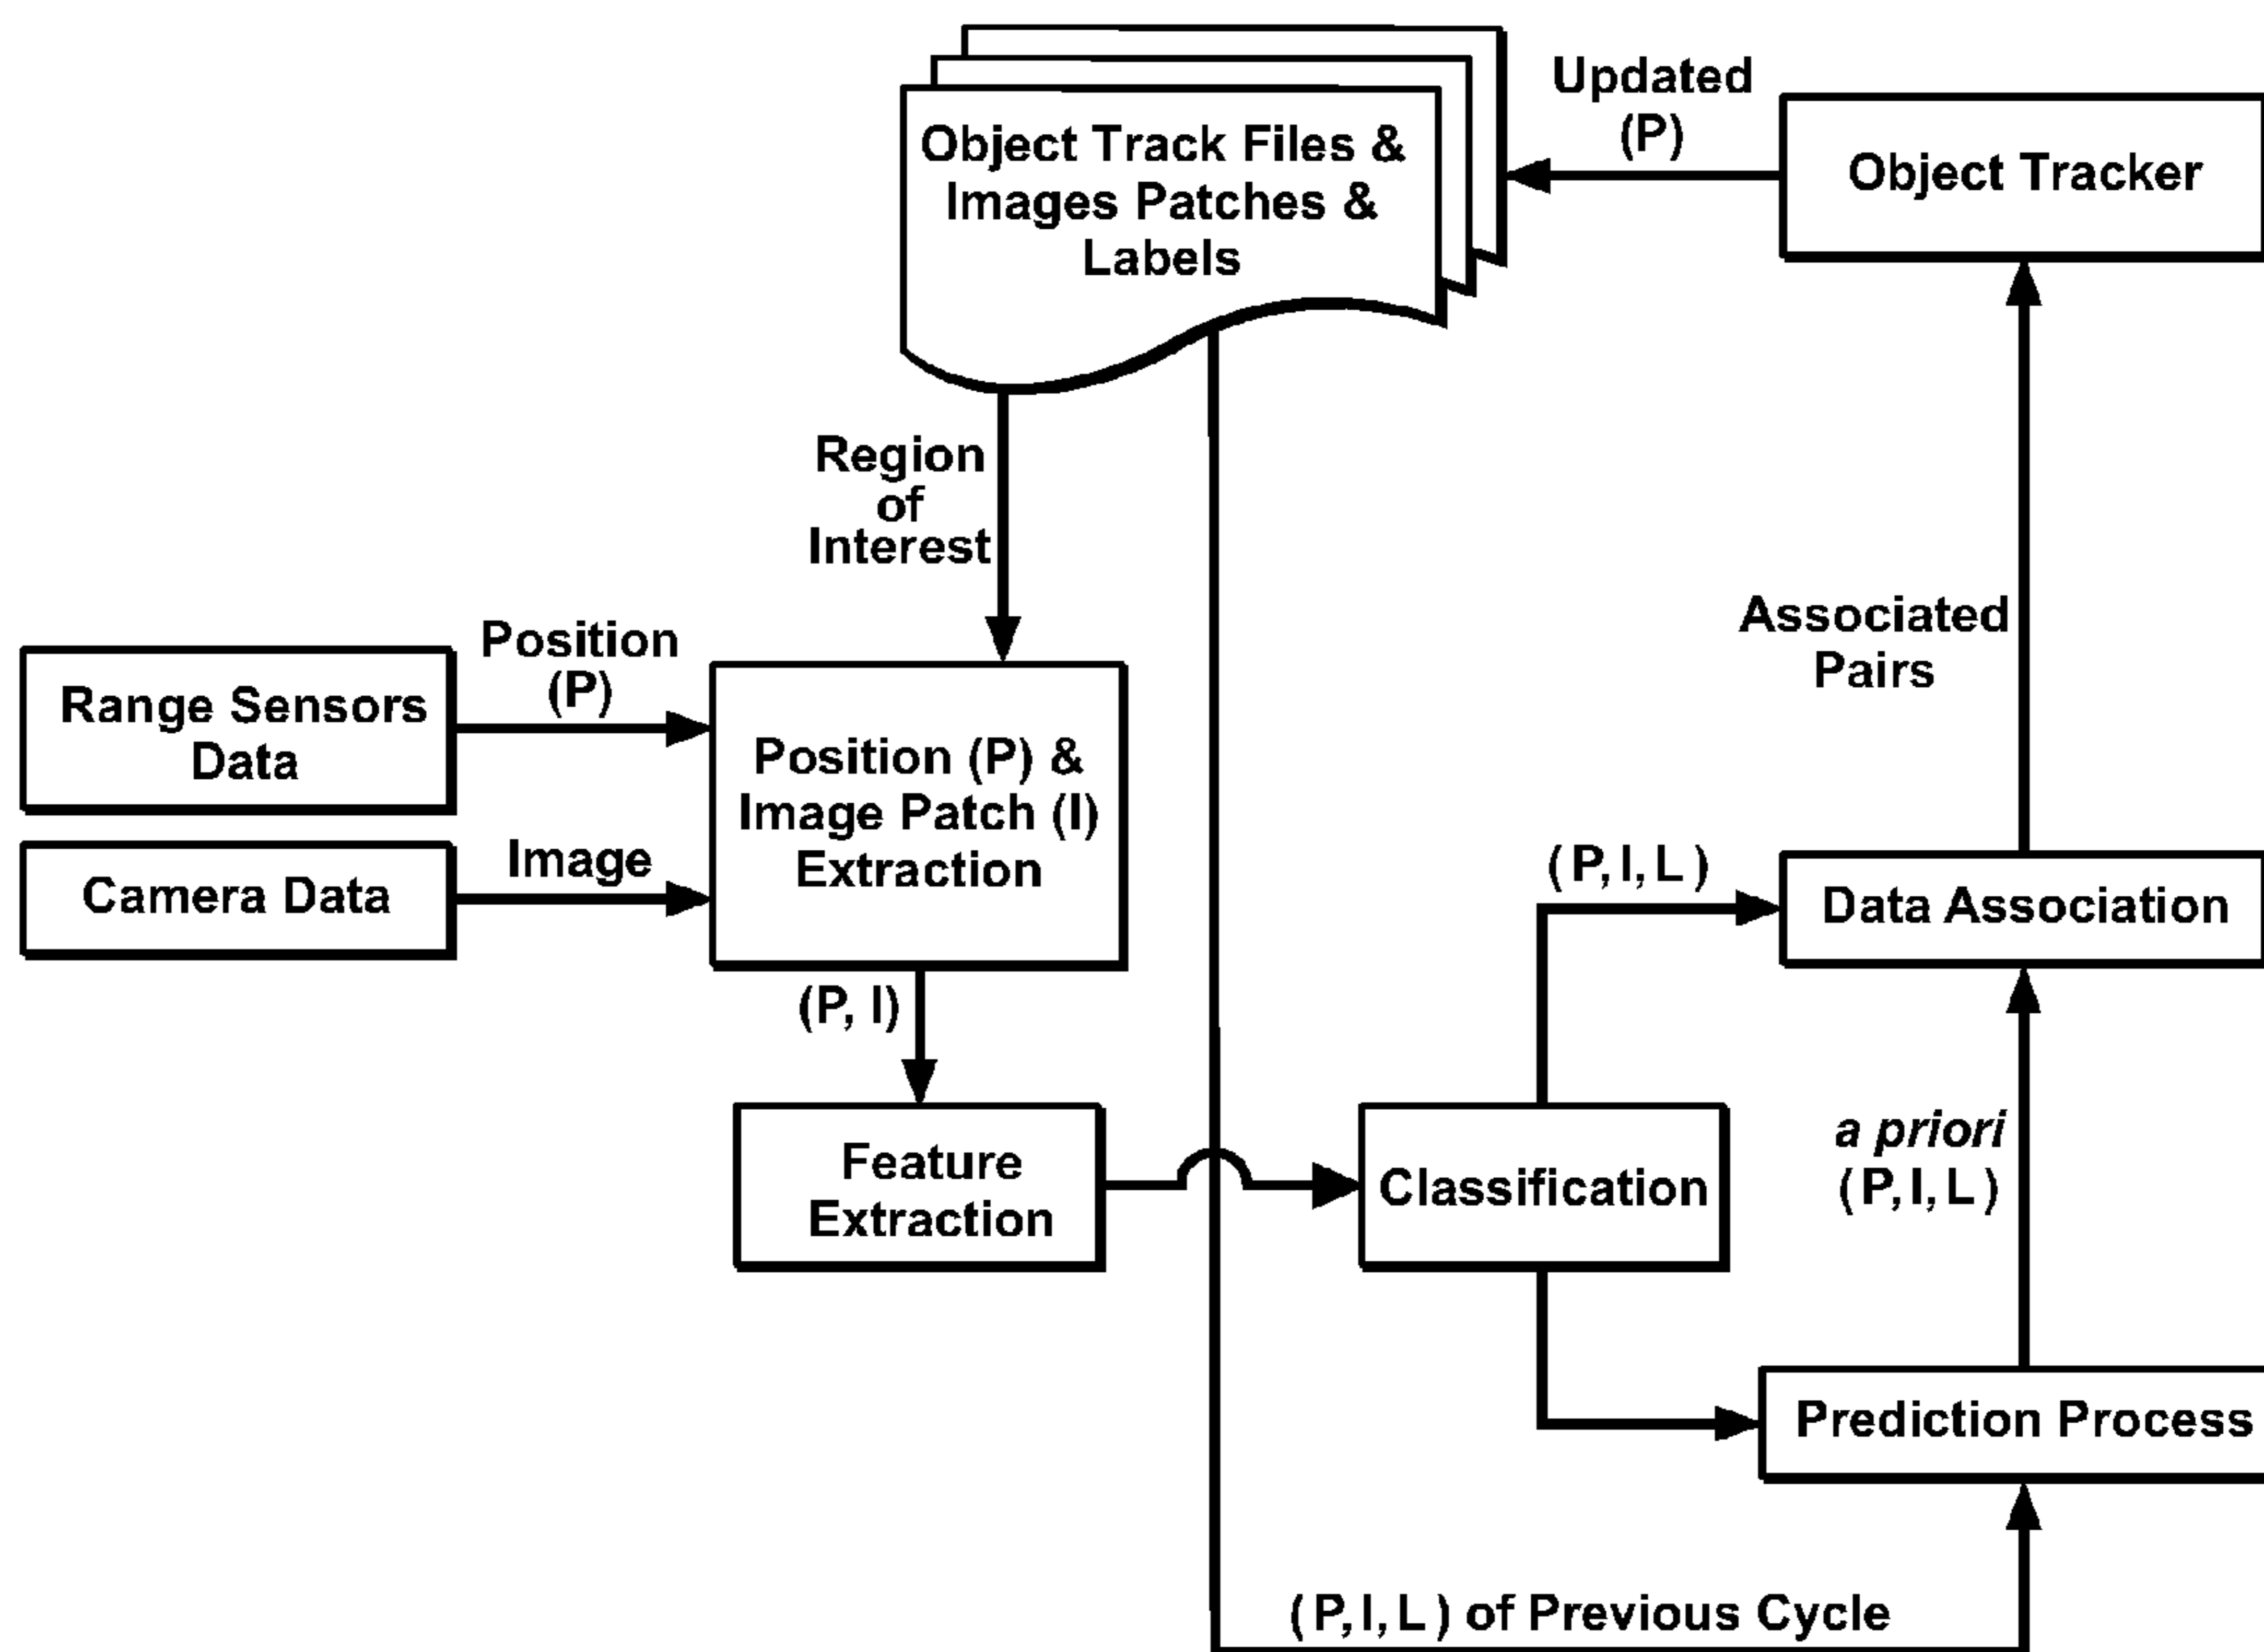 Object Track Files &
Images Patches &
Labels
Updated
(P)
Object Tracker
Region
of
Interest
Position
(P)
Range Sensors
Data
Camera Data
Image
Position (P) &
Image Patch (I)
Extraction
(P, I)
Feature
Extraction
Classification
(P, I, L)
Associated
Pairs
Data Association
a priori
(P, I, L)
Prediction Process
(P, I, L) of Previous Cycle